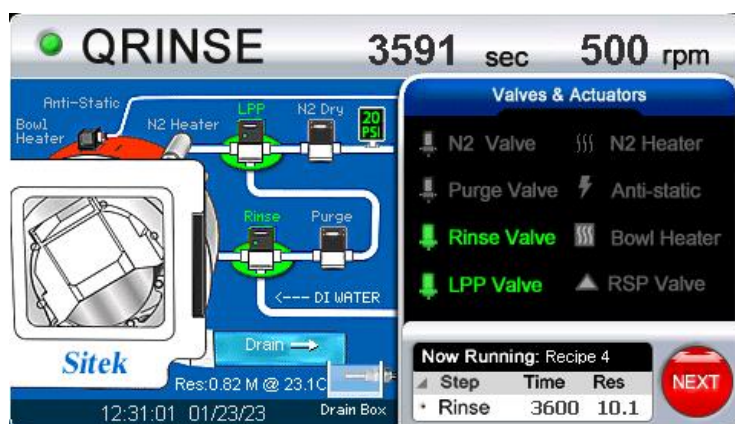 QRINSE 3591 sec 500 rpm
Anti-Static
Bowl Heater
N2 Heater
LPP
N2 Dry
20 PSI
Rinse
Purge
<--- DI WATER
Drain
Sitek
Res:0.82 M @ 23.1C
12:31:01 01/23/23
Drain Box
Valves & Actuators
N2 Valve
N2 Heater
Purge Valve
Anti-static
Rinse Valve
Bowl Heater
LPP Valve
RSP Valve
Now Running: Recipe 4
Step Time Res
Rinse 3600 10.1
NEXT